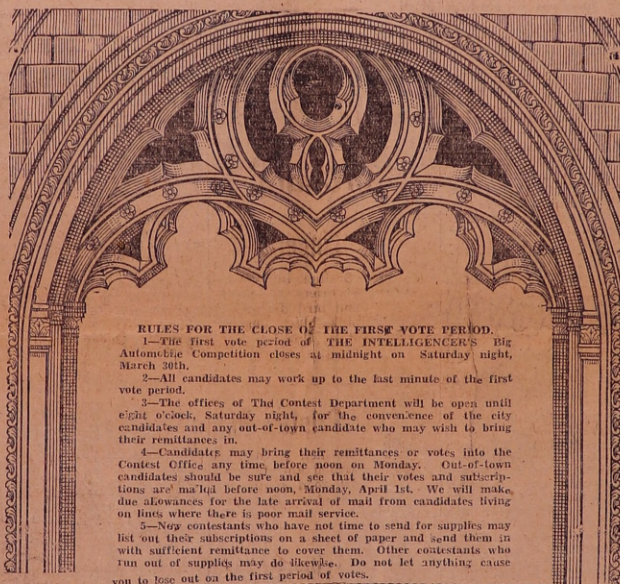 RULES FOR THE CLOSE OF THE FIRST VOTE PERIOD.
1—The first vote period of THE INTELLIGENCER'S Big
Automobile Competition closes at midnight on Saturday night,
March 30th.
2—All candidates may work up to the last minute of the first
vote period.
3—The offices of The Contest Department will be open until
eight o'clock, Saturday night, for the convenience of the city
candidates and any out-of-town candidate who may wish to bring
their remittances in.
4—Candidates may bring their remittances or votes into the
Contest Office any time before noon on Monday. Out-of-town
candidates should be sure and see that their votes and subscrip-
tions are mailed before noon, Monday, April 1st. We will make
due allowances for the late arrival of mail from candidates living
on lines where there is poor mail service.
5—New contestants who have not time to send for supplies may
list out their subscriptions on a sheet of paper and send them in
with sufficient remittance to cover them. Other contestants who
run out of supplies may do likewise. Do not let anything cause
you to lose out on the first period of votes.